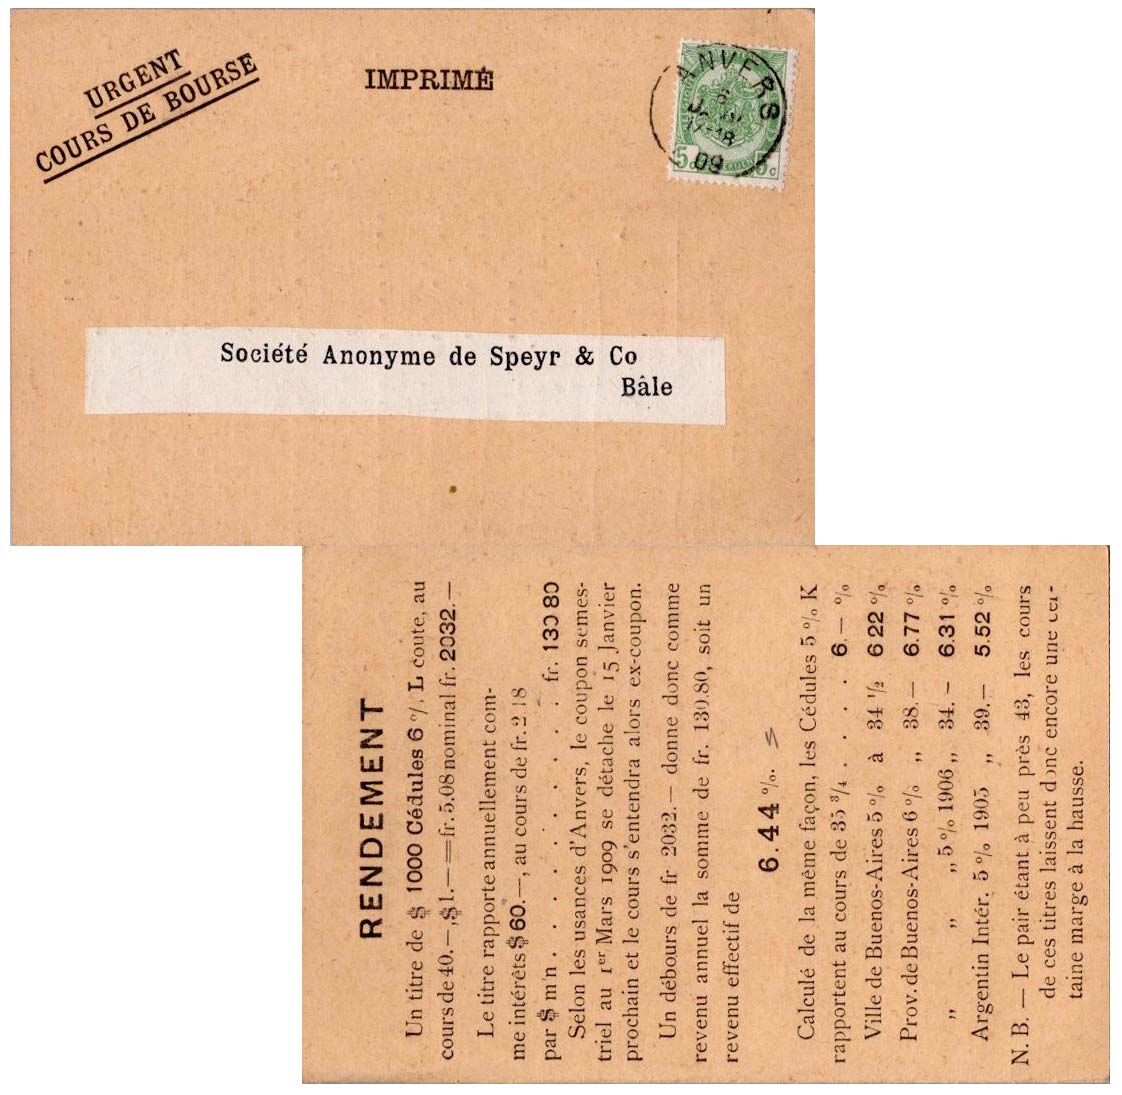 URGENT
COURS DE BOURSE
IMPRIMÉ
ANVERS
8
17-18
09
5c 5c
Société Anonyme de Speyr & Co
Bâle
RENDEMENT
Un titre de $ 1000 Cédules 6 % L coute, au
cours de 40.—, $ 1.— = fr. 5.08 nominal fr. 2032.—
Le titre rapporte annuellement com-
me intérêts $ 60.—, au cours de fr. 2.18
par $ m'n . . . . . . . . . fr. 130 80
Selon les usances d'Anvers, le coupon semes-
triel au 1er Mars 1909 se détache le 15 Janvier
prochain et le cours s'entendra alors ex-coupon.
Un débours de fr 2032.— donne donc comme
revenu annuel la somme de fr. 130.80, soit un
revenu effectif de
6.44 %.
Calculé de la même façon, les Cédules 5 % K
rapportent au cours de 35 3/4 . . . . 6.— %
Ville de Buenos-Aires 5 % à 34 1/2 6 22 %
Prov. de Buenos-Aires 6 % „ 38.— 6.77 %
„ „ „ 5 % 1906 „ 34.— 6.31 %
Argentin Intér. 5 % 1905 „ 39.— 5.52 %
N. B. — Le pair étant à peu près 43, les cours
de ces titres laissent donc encore une cer-
taine marge à la hausse.